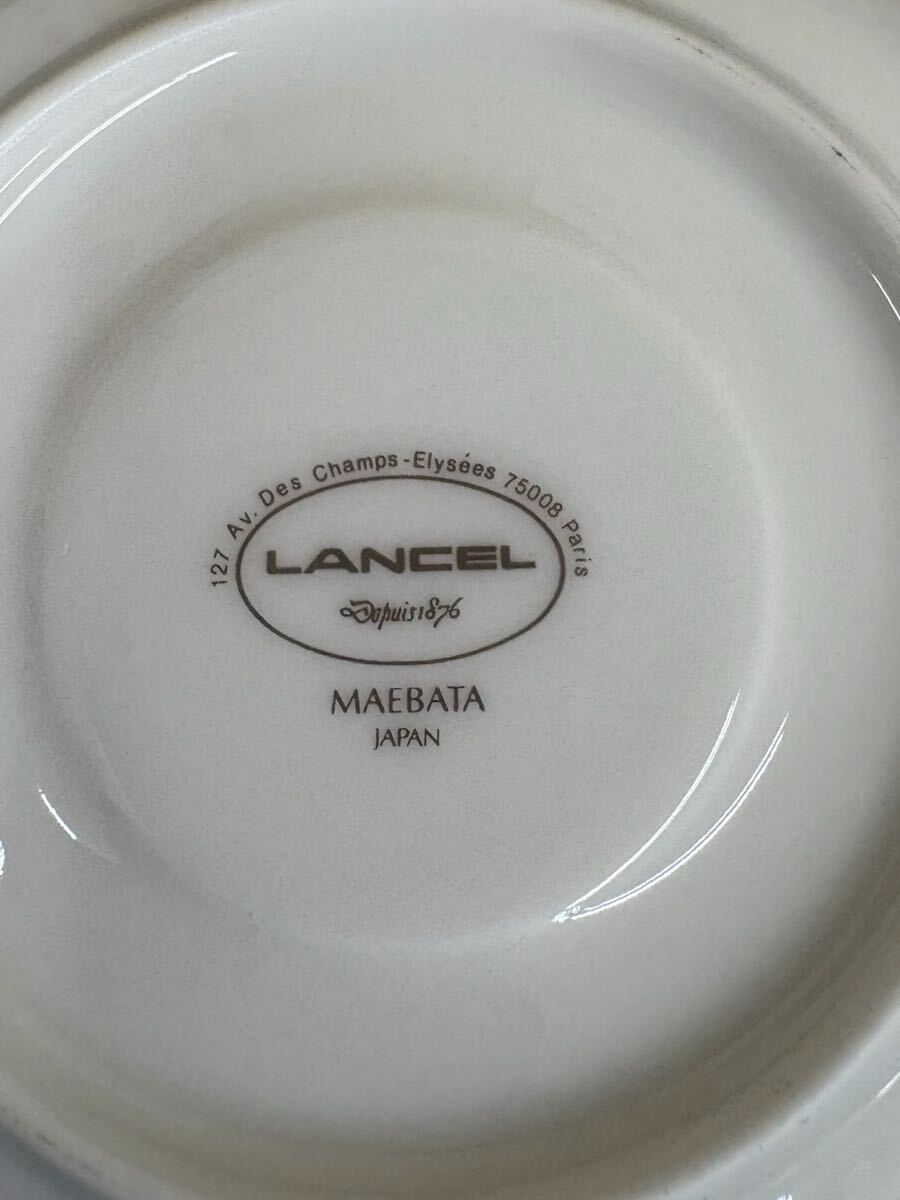 127 Av. Des Champs-Elysées 75008 Paris
LANCEL
Depuis 1876
MAEBATA
JAPAN